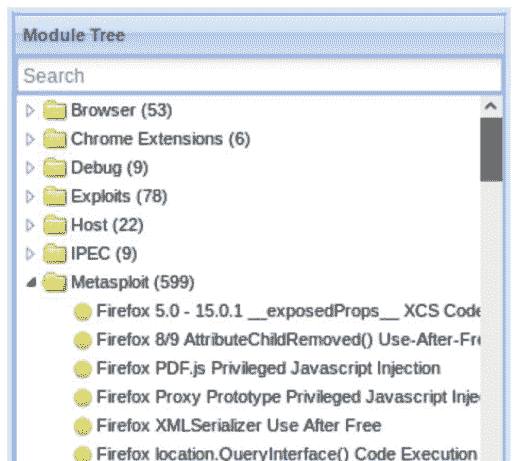 Module Tree
Search
Browser (53)
Chrome Extensions (6)
Debug (9)
Exploits (78)
Host (22)
IPEC (9)
Metasploit (599)
Firefox 5.0 - 15.0.1 __exposedProps__ XCS Code
Firefox 8/9 AttributeChildRemoved() Use-After-Fre
Firefox PDF.js Privileged Javascript Injection
Firefox Proxy Prototype Privileged Javascript Inje
Firefox XMLSerializer Use After Free
Firefox location.QueryInterface() Code Execution